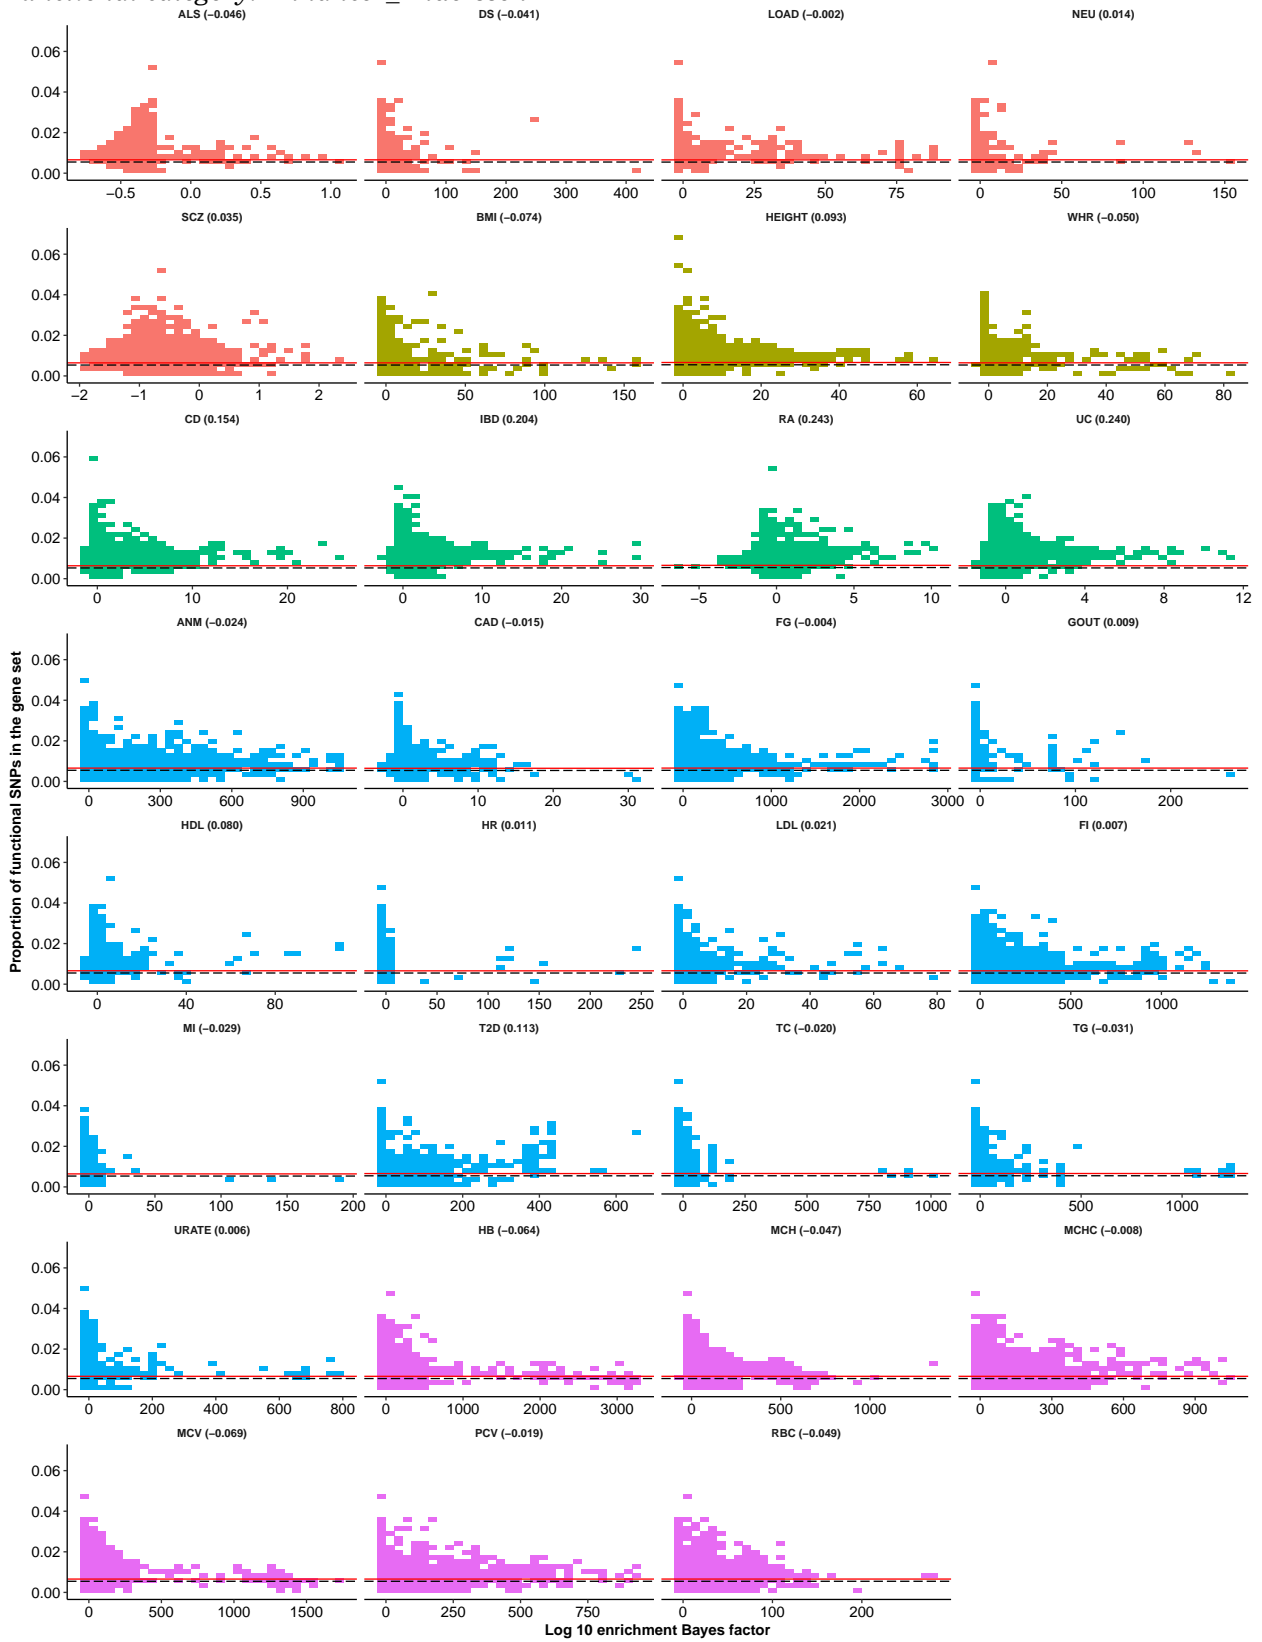 ALS (−0.046) DS (−0.041) LOAD (−0.002) NEU (0.014)
0.06
0.04
0.02
0.00
−0.5 0.0 0.5 1.0 0 100 200 300 400 0 25 50 75 0 50 100 150
SCZ (0.035) BMI (−0.074) HEIGHT (0.093) WHR (−0.050)
0.06
0.04
0.02
0.00
−2 −1 0 1 2 0 50 100 150 0 20 40 60 0 20 40 60 80
CD (0.154) IBD (0.204) RA (0.243) UC (0.240)
0.06
0.04
0.02
0.00
0 10 20 0 10 20 30 −5 0 5 10 0 4 8 12
ANM (−0.024) CAD (−0.015) FG (−0.004) GOUT (0.009)
0.06
0.04
0.02
0.00
0 300 600 900 0 10 20 30 0 1000 2000 3000 0 100 200
Proportion of functional SNPs in the gene set
HDL (0.080) HR (0.011) LDL (0.021) FI (0.007)
0.06
0.04
0.02
0.00
0 40 80 0 50 100 150 200 250 0 20 40 60 80 0 500 1000
MI (−0.029) T2D (0.113) TC (−0.020) TG (−0.031)
0.06
0.04
0.02
0.00
0 50 100 150 200 0 200 400 600 0 250 500 750 1000 0 500 1000
URATE (0.006) HB (−0.064) MCH (−0.047) MCHC (−0.008)
0.06
0.04
0.02
0.00
0 200 400 600 800 0 1000 2000 3000 0 500 1000 0 300 600 900
MCV (−0.069) PCV (−0.019) RBC (−0.049)
0.06
0.04
0.02
0.00
0 500 1000 1500 0 250 500 750 0 100 200
Log 10 enrichment Bayes factor